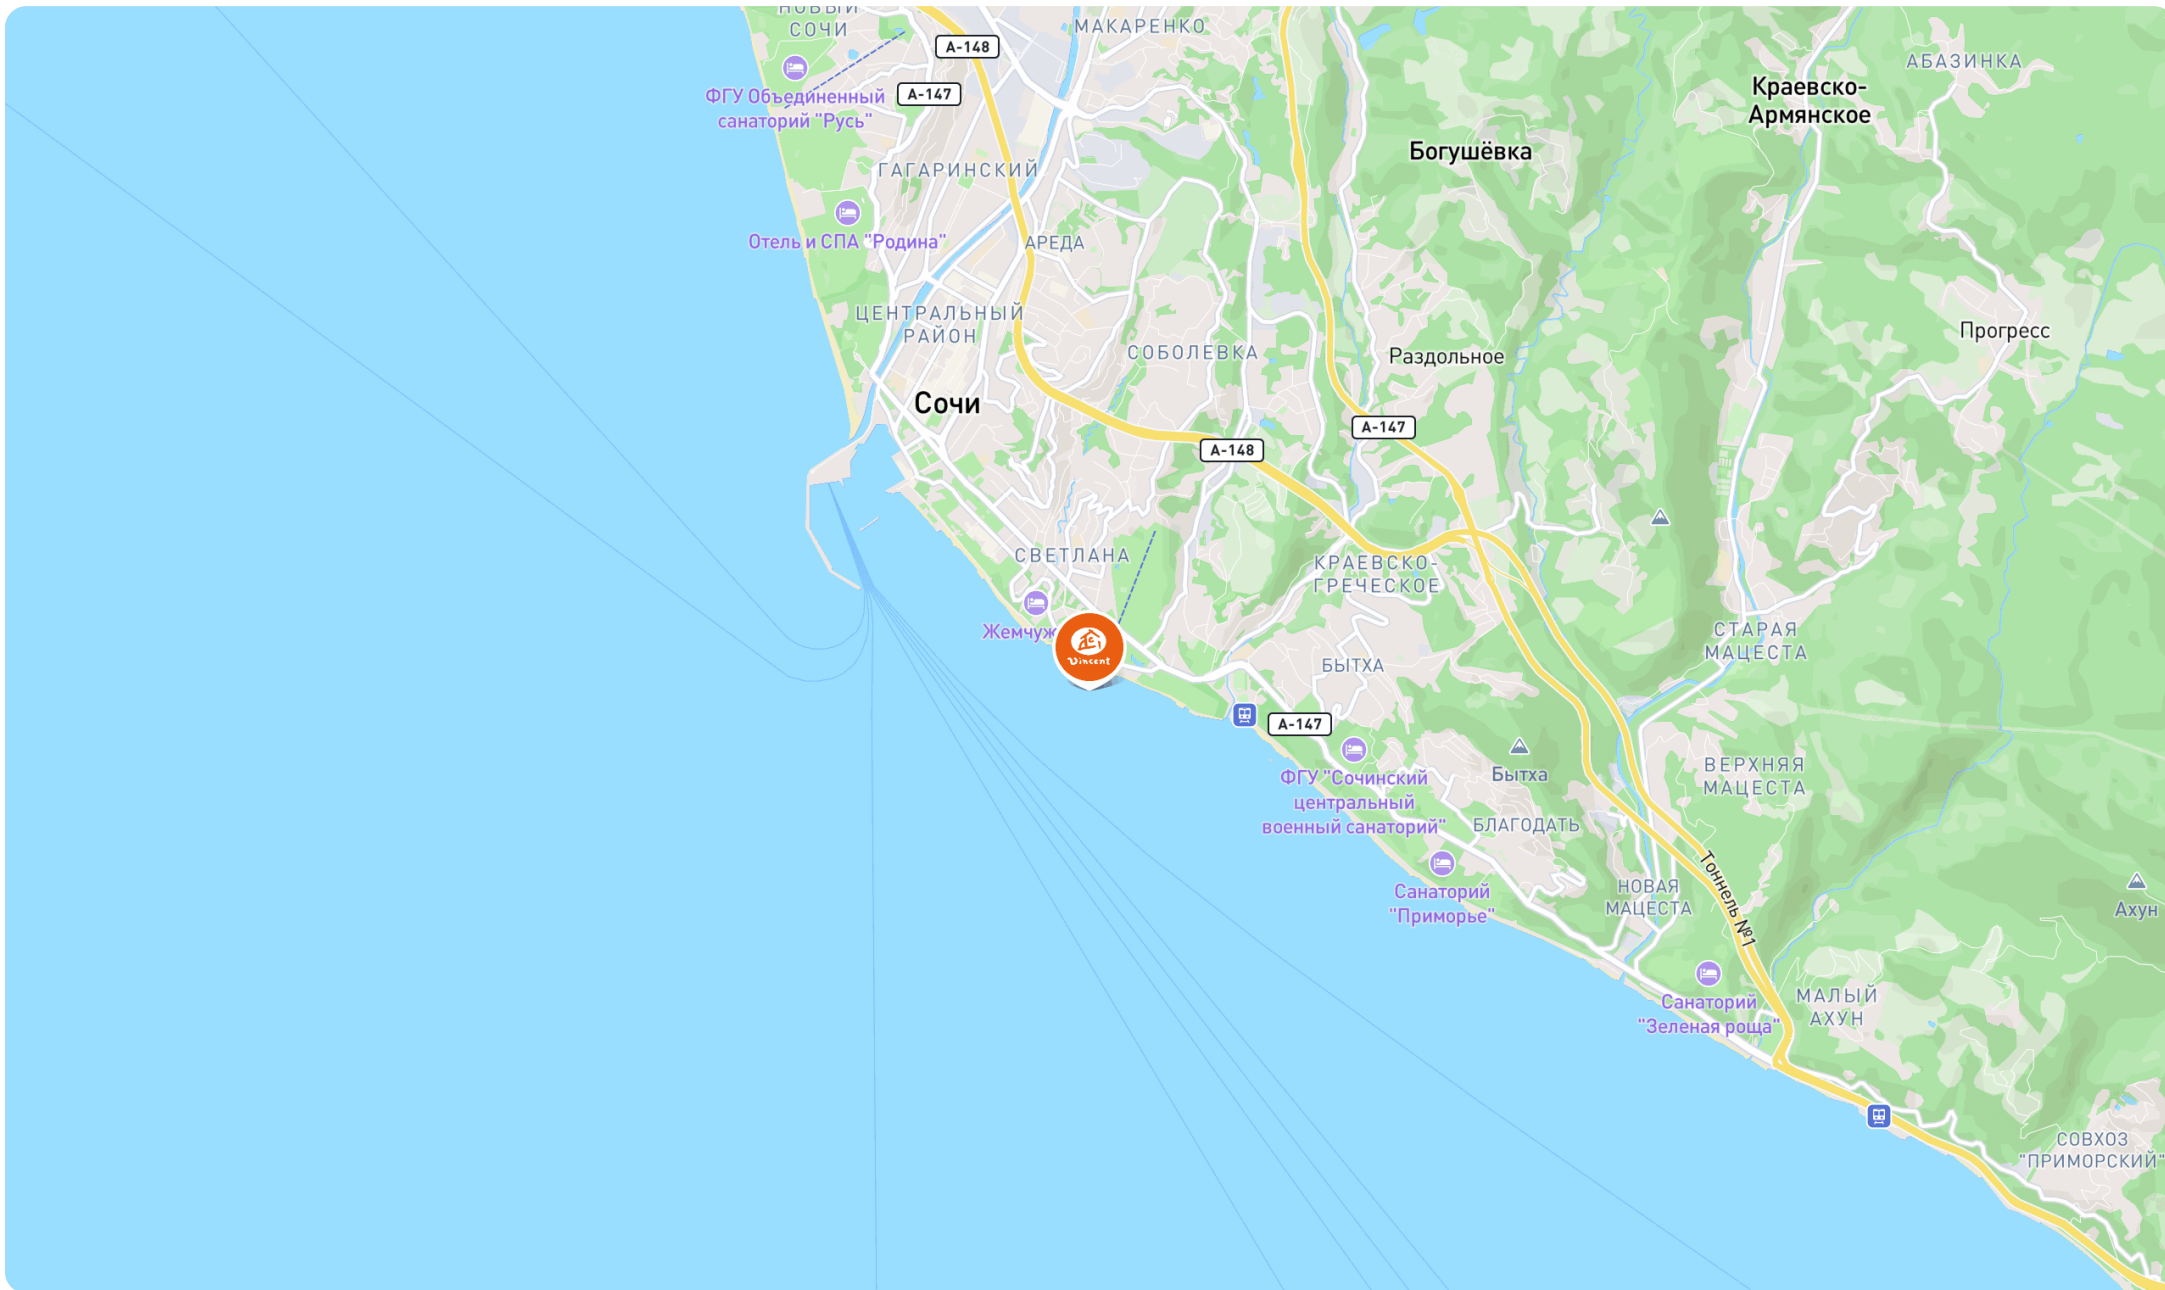 НОВЫЙ
СОЧИ
МАКАРЕНКО
А-148
АБАЗИНКА
ФГУ Объединенный
санаторий "Русь"
А-147
Краевско-
Армянское
Богушёвка
ГАГАРИНСКИЙ
Отель и СПА "Родина"
АРЕДА
ЦЕНТРАЛЬНЫЙ
РАЙОН
СОБОЛЕВКА
Раздольное
Прогресс
Сочи
А-147
А-148
СВЕТЛАНА
КРАЕВСКО-
ГРЕЧЕСКОЕ
Жемчуж
Vincent
СТАРАЯ
МАЦЕСТА
БЫТХА
А-147
ФГУ "Сочинский
центральный
военный санаторий"
Бытха
ВЕРХНЯЯ
МАЦЕСТА
БЛАГОДАТЬ
Санаторий
"Приморье"
НОВАЯ
МАЦЕСТА
Тоннель №1
Ахун
Санаторий
"Зеленая роща"
МАЛЫЙ
АХУН
СОВХОЗ
"ПРИМОРСКИЙ"